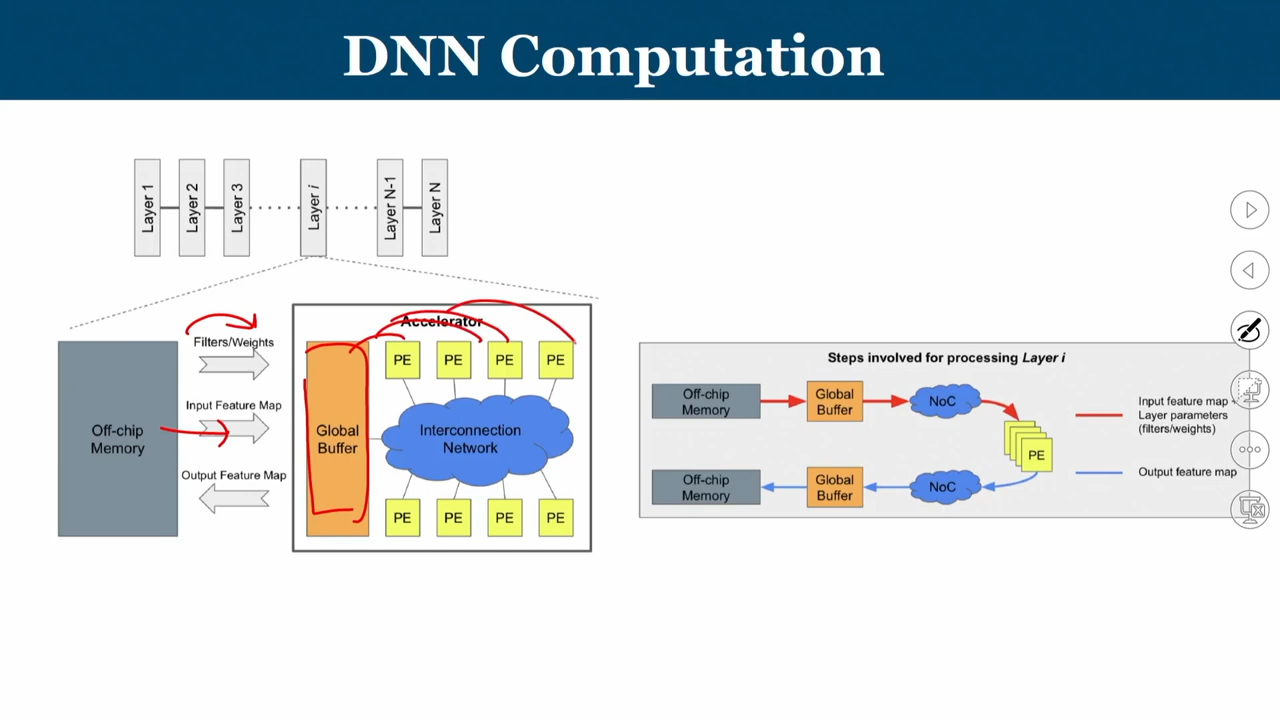 DNN Computation
Layer 1
Layer 2
Layer 3
Layer i
Layer N-1
Layer N
Off-chip
Memory
Filters/Weights
Input Feature Map
Output Feature Map
Accelerator
Global
Buffer
PE
PE
PE
PE
Interconnection
Network
PE
PE
PE
PE
Steps involved for processing Layer i
Off-chip
Memory
Global
Buffer
NoC
PE
Off-chip
Memory
Global
Buffer
NoC
Input feature map
Layer parameters
(filters/weights)
Output feature map